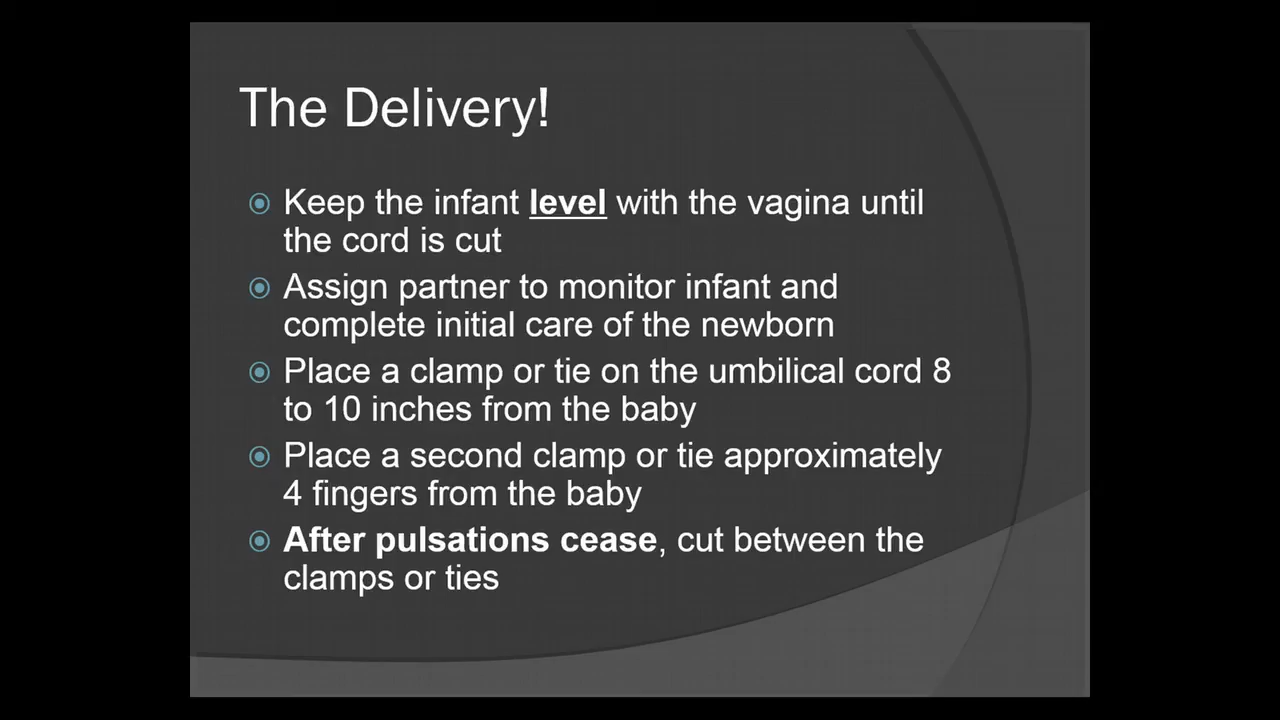 The Delivery!
Keep the infant level with the vagina until
the cord is cut
Assign partner to monitor infant and
complete initial care of the newborn
Place a clamp or tie on the umbilical cord 8
to 10 inches from the baby
Place a second clamp or tie approximately
4 fingers from the baby
After pulsations cease, cut between the
clamps or ties